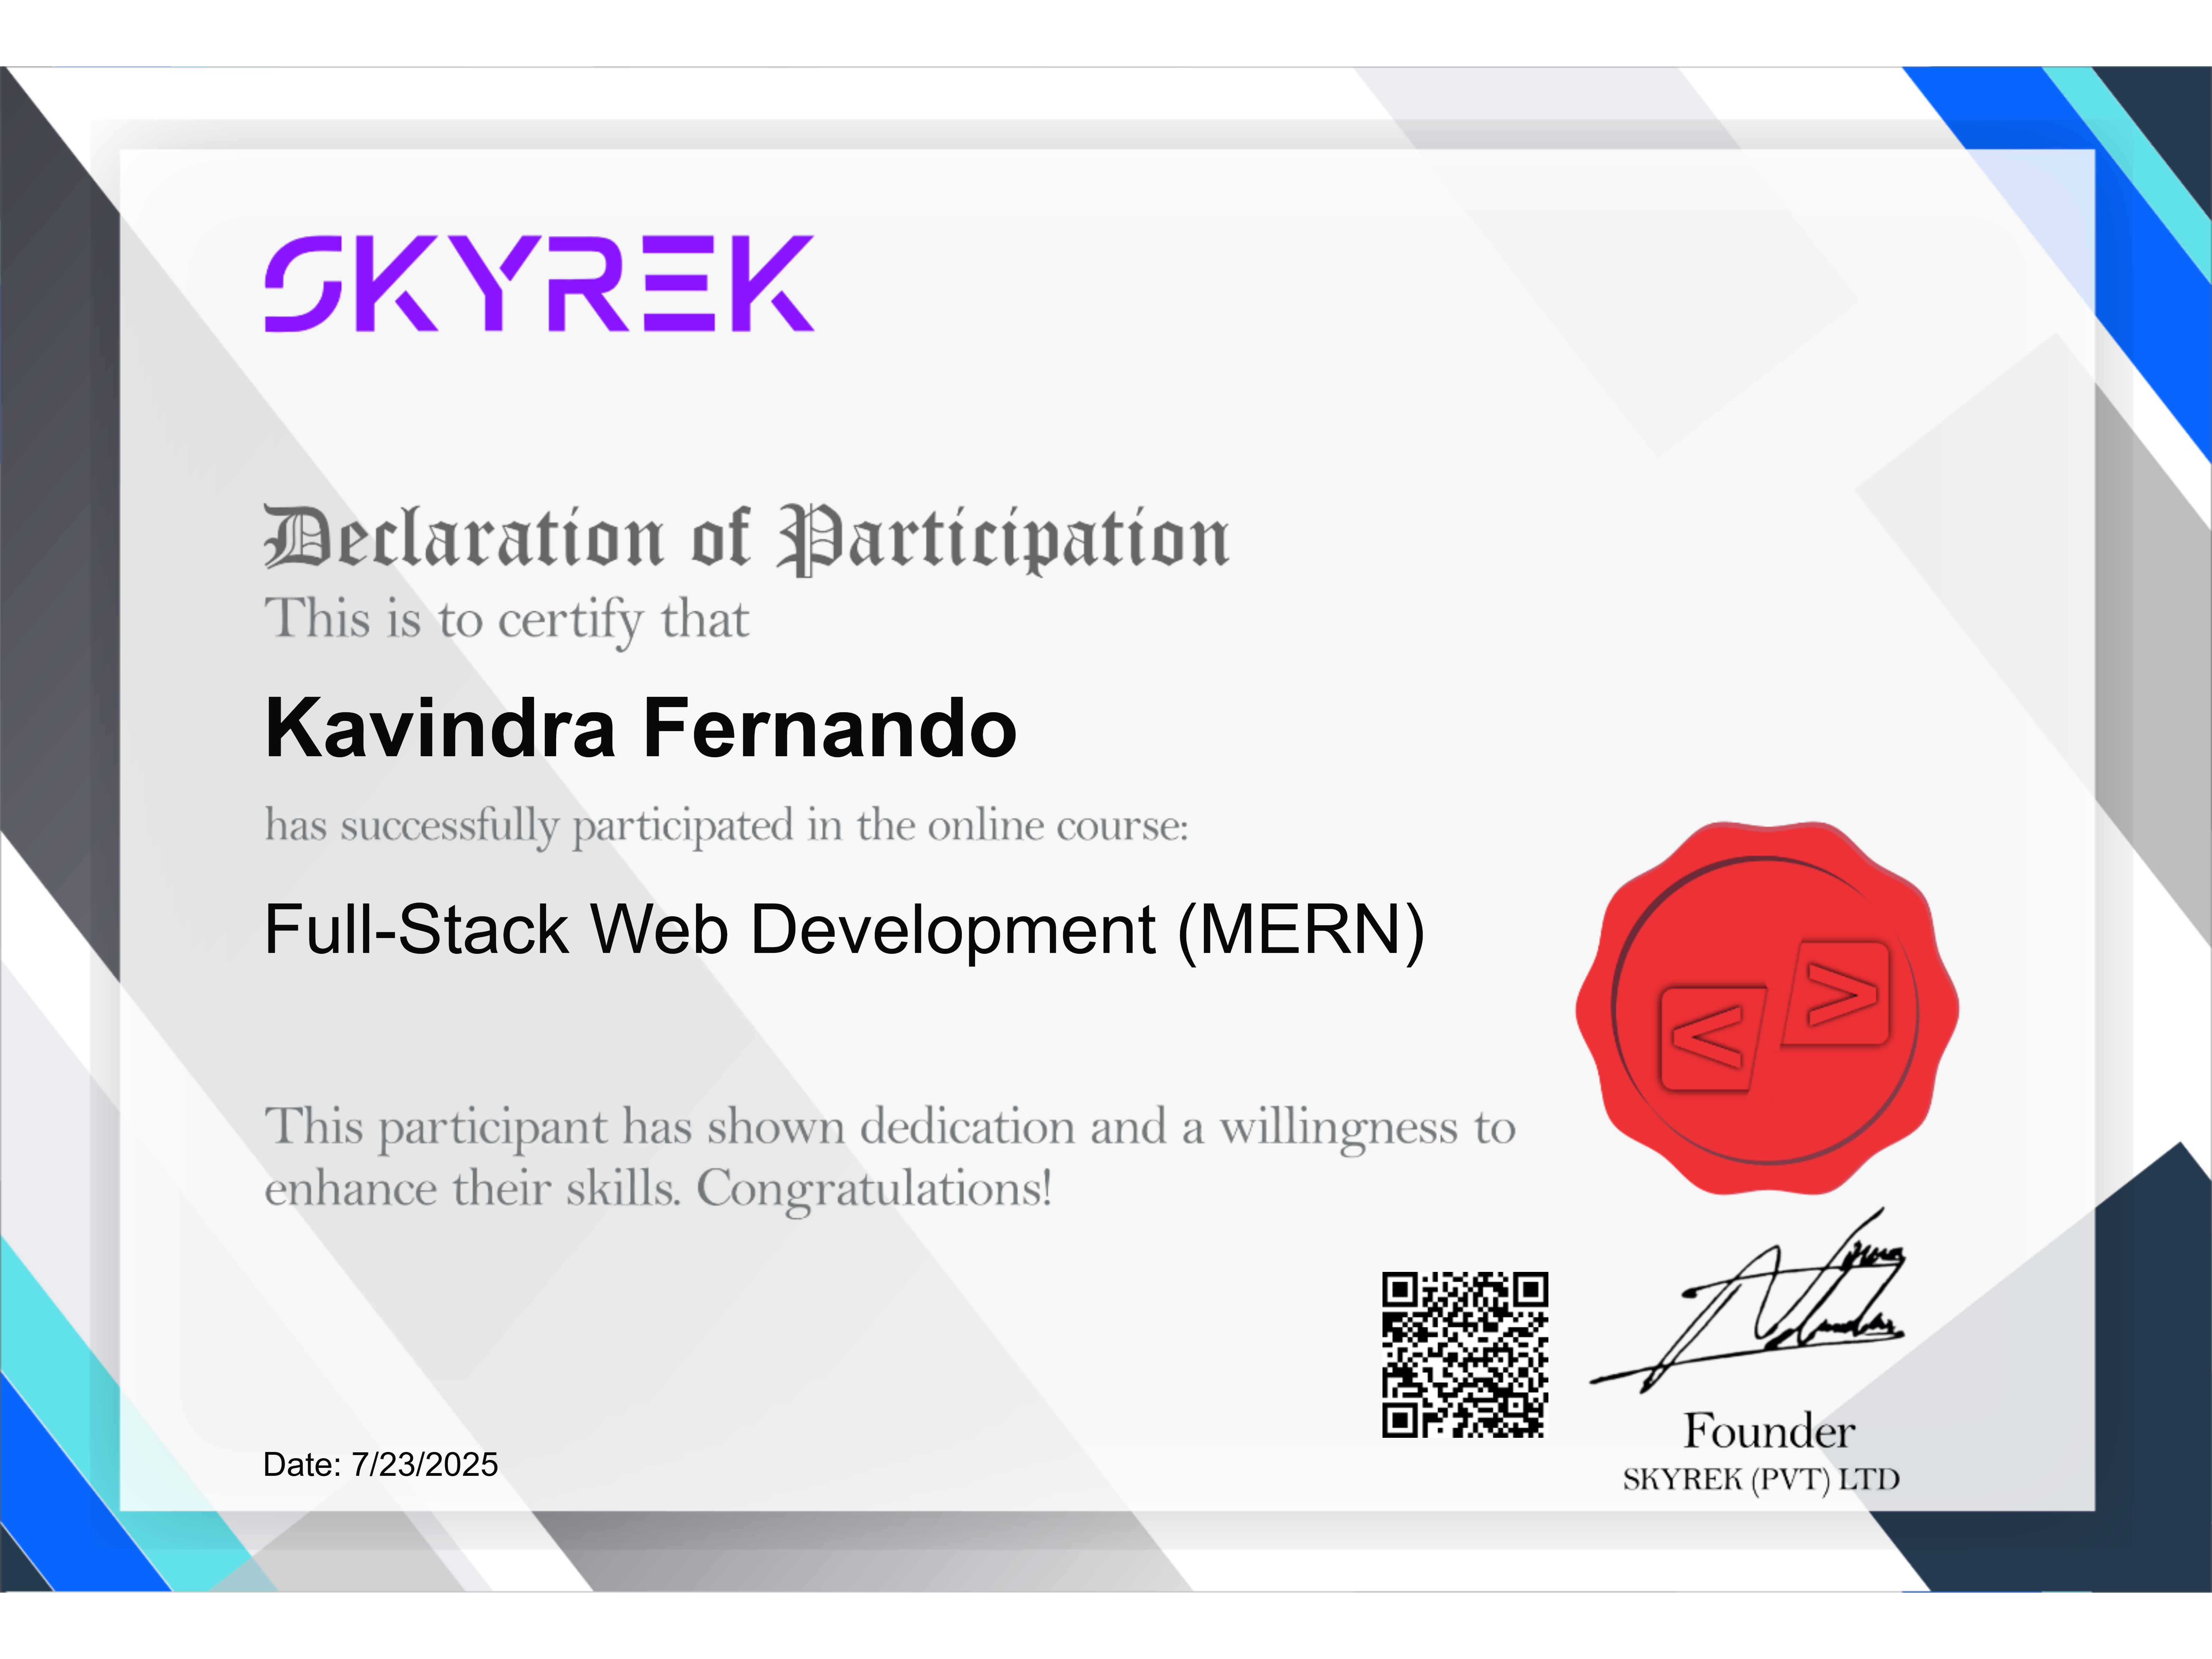 SKYREK
Declaration of Participation
This is to certify that
Kavindra Fernando
has successfully participated in the online course:
Full-Stack Web Development (MERN)
This participant has shown dedication and a willingness to
enhance their skills. Congratulations!
Founder
SKYREK (PVT) LTD
Date: 7/23/2025